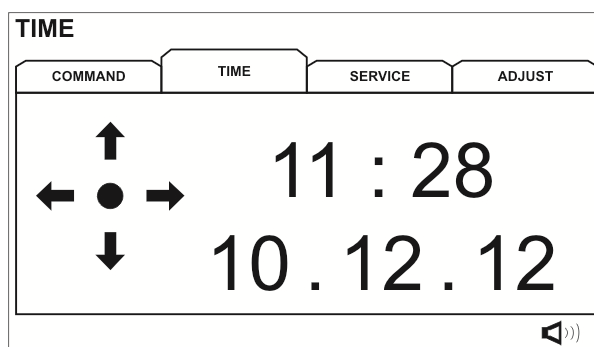 TIME
COMMAND TIME SERVICE ADJUST
11 : 28
10 . 12 . 12